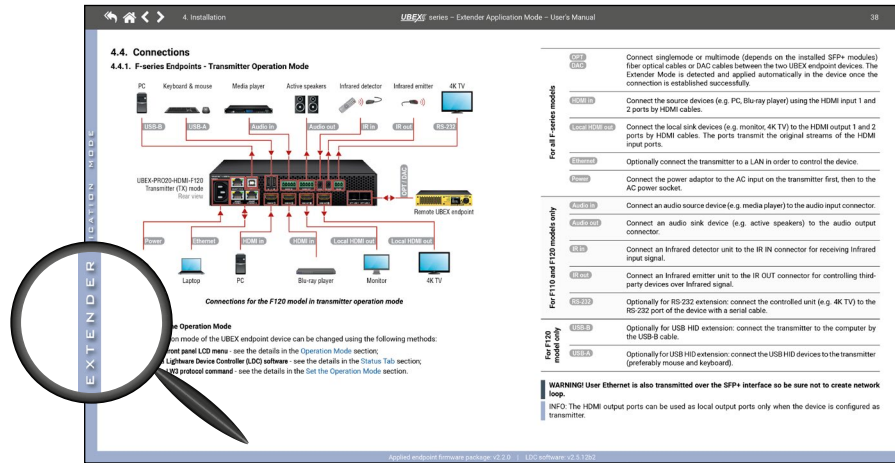 4. Installation
UBEX series – Extender Application Mode – User's Manual
38
EXTENDER
ICATION MODE
4.4. Connections
4.4.1. F-series Endpoints - Transmitter Operation Mode
PC
Keyboard & mouse
Media player
Active speakers
Infrared detector
Infrared emitter
4K TV
USB-B
USB-A
Audio in
Audio out
IR in
IR out
RS-232
UBEX-PRO20-HDMI-F120
Transmitter (TX) mode
Rear view
OPT DAC
Remote UBEX endpoint
Power
Ethernet
HDMI in
HDMI in
Local HDMI out
Local HDMI out
Laptop
PC
Blu-ray player
Monitor
4K TV
Connections for the F120 model in transmitter operation mode
he Operation Mode
ion mode of the UBEX endpoint device can be changed using the following methods:
ront panel LCD menu - see the details in the Operation Mode section;
Lightware Device Controller (LDC) software - see the details in the Status Tab section;
LW3 protocol command - see the details in the Set the Operation Mode section.
For all F-series models
OPT
DAC
Connect singlemode or multimode (depends on the installed SFP+ modules)
fiber optical cables or DAC cables between the two UBEX endpoint devices. The
Extender Mode is detected and applied automatically in the device once the
connection is established successfully.
HDMI in
Connect the source devices (e.g. PC, Blu-ray player) using the HDMI input 1 and
2 ports by HDMI cables.
Local HDMI out
Connect the local sink devices (e.g. monitor, 4K TV) to the HDMI output 1 and 2
ports by HDMI cables. The ports transmit the original streams of the HDMI
input ports.
Ethernet
Optionally connect the transmitter to a LAN in order to control the device.
Power
Connect the power adaptor to the AC input on the transmitter first, then to the
AC power socket.
For F110 and F120 models only
Audio in
Connect an audio source device (e.g. media player) to the audio input connector.
Audio out
Connect an audio sink device (e.g. active speakers) to the audio output
connector.
IR in
Connect an Infrared detector unit to the IR IN connector for receiving Infrared
input signal.
IR out
Connect an Infrared emitter unit to the IR OUT connector for controlling third-
party devices over Infrared signal.
RS-232
Optionally for RS-232 extension: connect the controlled unit (e.g. 4K TV) to the
RS-232 port of the device with a serial cable.
For F120
model only
USB-B
Optionally for USB HID extension: connect the transmitter to the computer by
the USB-B cable.
USB-A
Optionally for USB HID extension: connect the USB HID devices to the transmitter
(preferably mouse and keyboard).
WARNING! User Ethernet is also transmitted over the SFP+ interface so be sure not to create network
loop.
INFO: The HDMI output ports can be used as local output ports only when the device is configured as
transmitter.
Applied endpoint firmware package: v2.2.0 | LDC software: v2.5.12b2